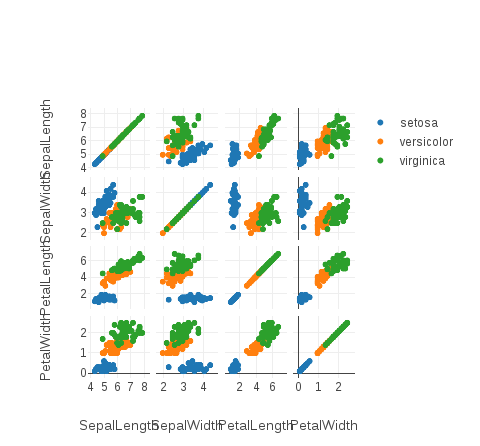 SepalLength
8
7
6
5
4
setosa
versicolor
virginica
SepalWidth
4
3
2
PetalLength
6
4
2
PetalWidth
2
1
0
4 5 6 7 8 2 3 4 2 4 6 0 1 2
SepalLength SepalWidth PetalLength PetalWidth